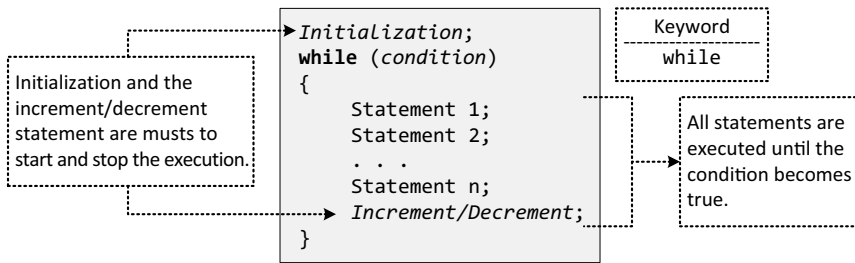 Initialization and the
increment/decrement
statement are musts to
start and stop the execution.
Initialization;
while (condition)
{
Statement 1;
Statement 2;
. . .
Statement n;
Increment/Decrement;
}
Keyword
while
All statements are
executed until the
condition becomes
true.